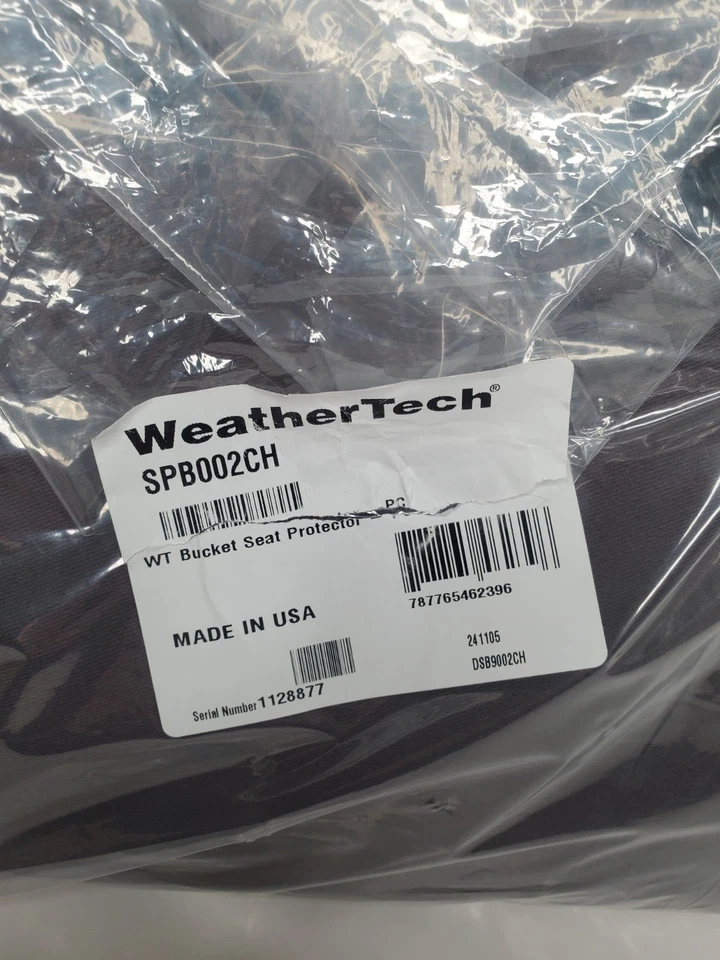 WeatherTech®
SPB002CH
WT Bucket Seat Protector
787765462396
MADE IN USA
241105
DSB9002CH
Serial Number 1128877